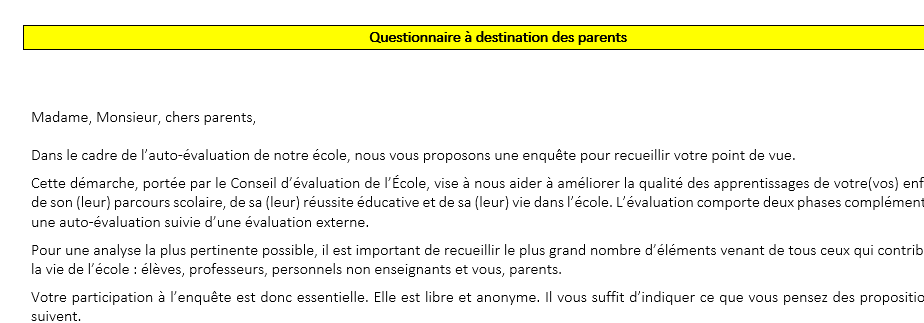 Questionnaire à destination des parents
Madame, Monsieur, chers parents,
Dans le cadre de l'auto-évaluation de notre école, nous vous proposons une enquête pour recueillir votre point de vue.
Cette démarche, portée par le Conseil d'évaluation de l'École, vise à nous aider à améliorer la qualité des apprentissages de votre(vos) enf
de son (leur) parcours scolaire, de sa (leur) réussite éducative et de sa (leur) vie dans l'école. L'évaluation comporte deux phases complément
une auto-évaluation suivie d'une évaluation externe.
Pour une analyse la plus pertinente possible, il est important de recueillir le plus grand nombre d'éléments venant de tous ceux qui contrib
la vie de l'école : élèves, professeurs, personnels non enseignants et vous, parents.
Votre participation à l'enquête est donc essentielle. Elle est libre et anonyme. Il vous suffit d'indiquer ce que vous pensez des propositio
suivent.